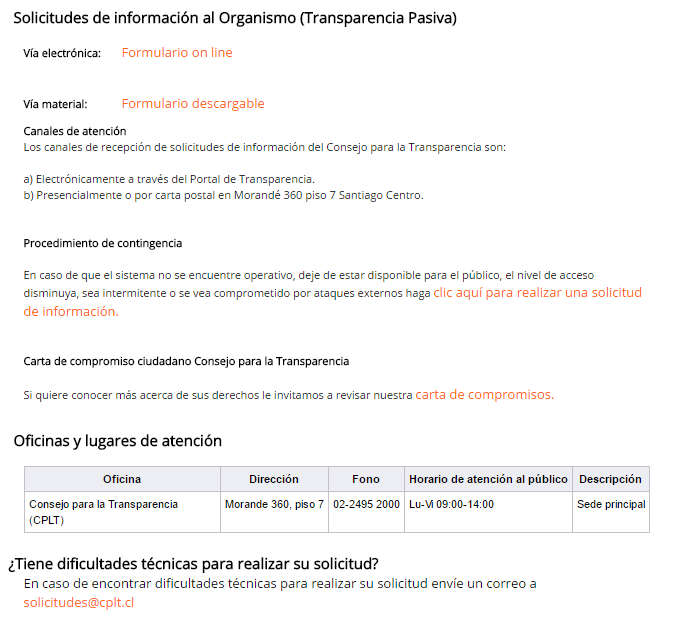 Solicitudes de información al Organismo (Transparencia Pasiva)
Vía electrónica: Formulario on line
Vía material: Formulario descargable
Canales de atención
Los canales de recepción de solicitudes de información del Consejo para la Transparencia son:
a) Electrónicamente a través del Portal de Transparencia.
b) Presencialmente o por carta postal en Morandé 360 piso 7 Santiago Centro.
Procedimiento de contingencia
En caso de que el sistema no se encuentre operativo, deje de estar disponible para el público, el nivel de acceso
disminuya, sea intermitente o se vea comprometido por ataques externos haga clic aquí para realizar una solicitud
de información.
Carta de compromiso ciudadano Consejo para la Transparencia
Si quiere conocer más acerca de sus derechos le invitamos a revisar nuestra carta de compromisos.
Oficinas y lugares de atención
Oficina Dirección Fono Horario de atención al público Descripción
Consejo para la Transparencia Morande 360, piso 7 02-2495 2000 Lu-Vi 09:00-14:00 Sede principal
(CPLT)
¿Tiene dificultades técnicas para realizar su solicitud?
En caso de encontrar dificultades técnicas para realizar su solicitud envíe un correo a
solicitudes@cplt.cl